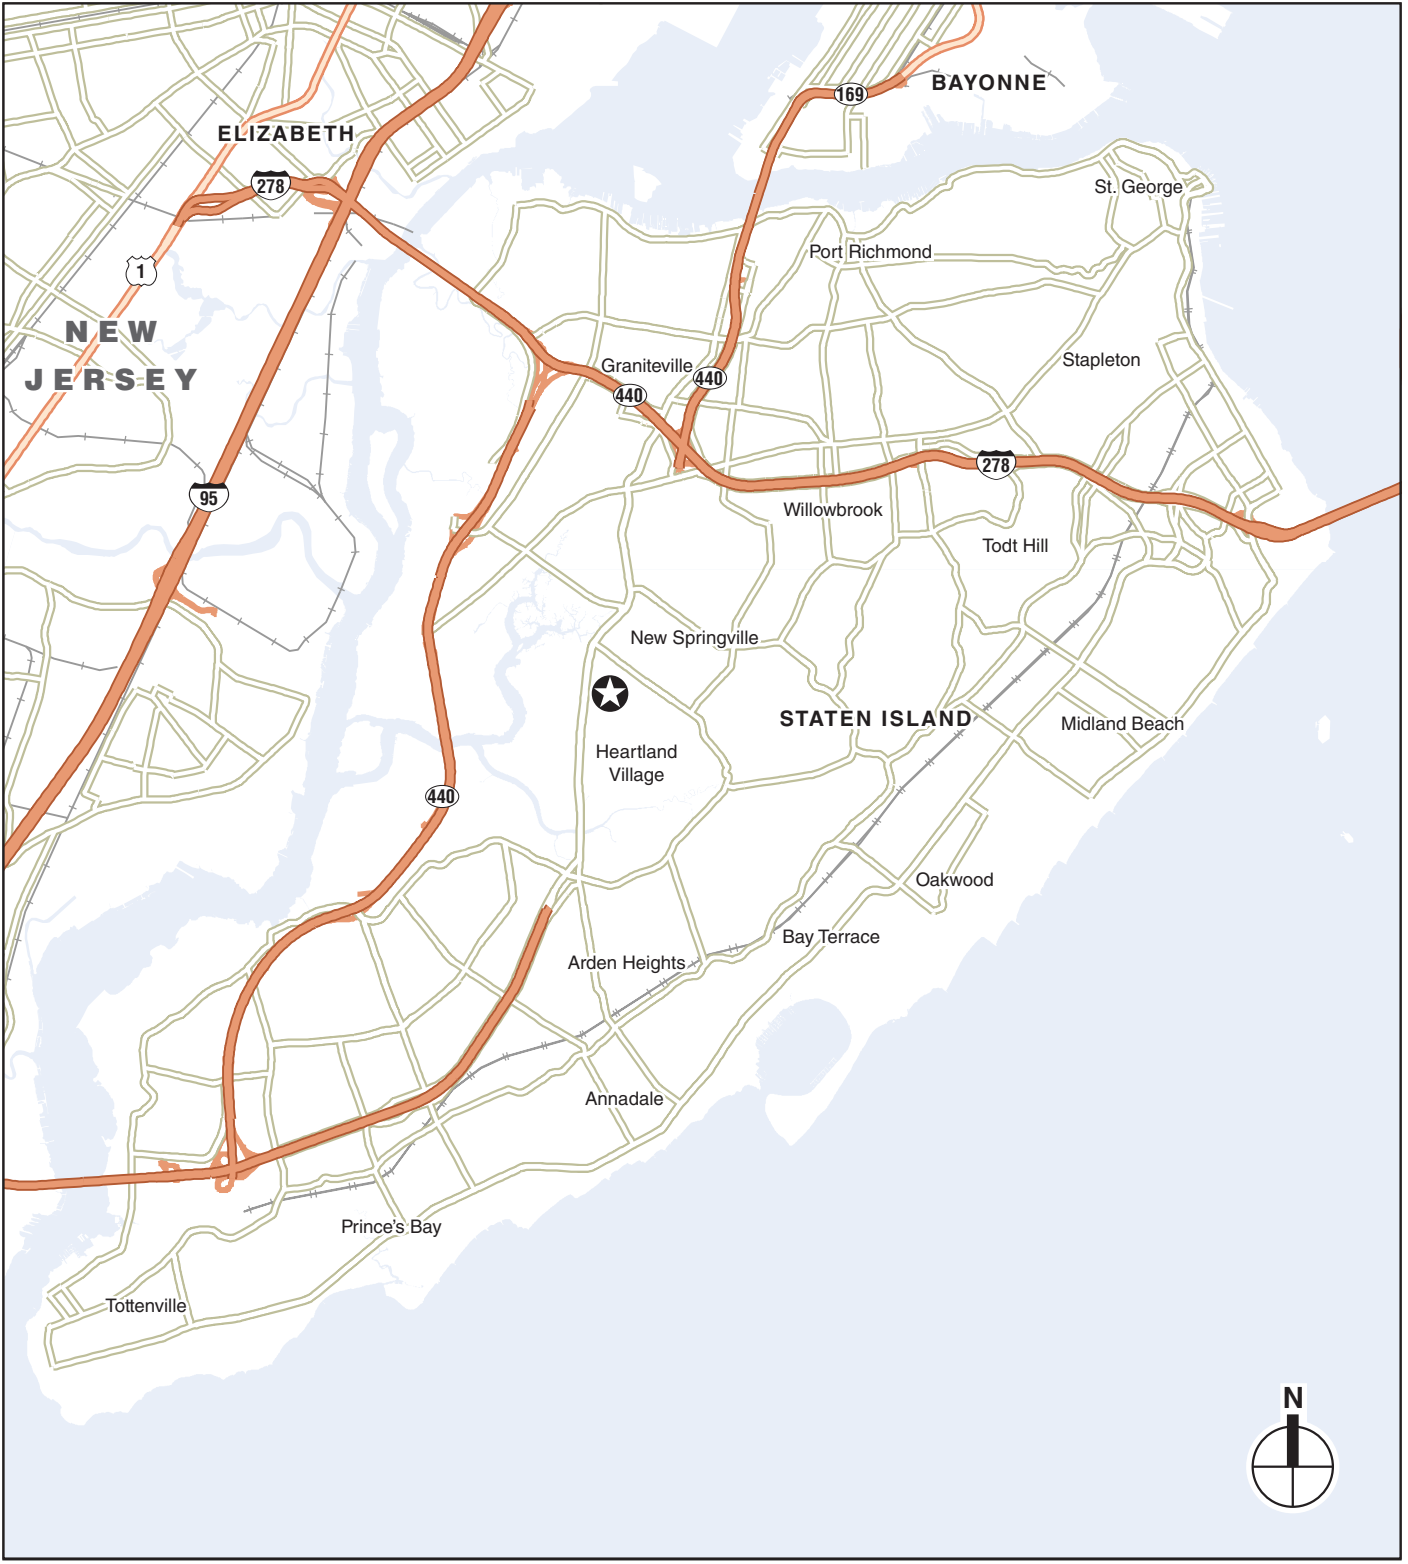 169
BAYONNE
ELIZABETH
278
St. George
Port Richmond
1
NEW
JERSEY
Stapleton
Graniteville
440
440
278
95
Willowbrook
Todt Hill
New Springville
STATEN ISLAND
Midland Beach
Heartland
Village
440
Oakwood
Bay Terrace
Arden Heights
Annadale
Prince's Bay
Tottenville
N